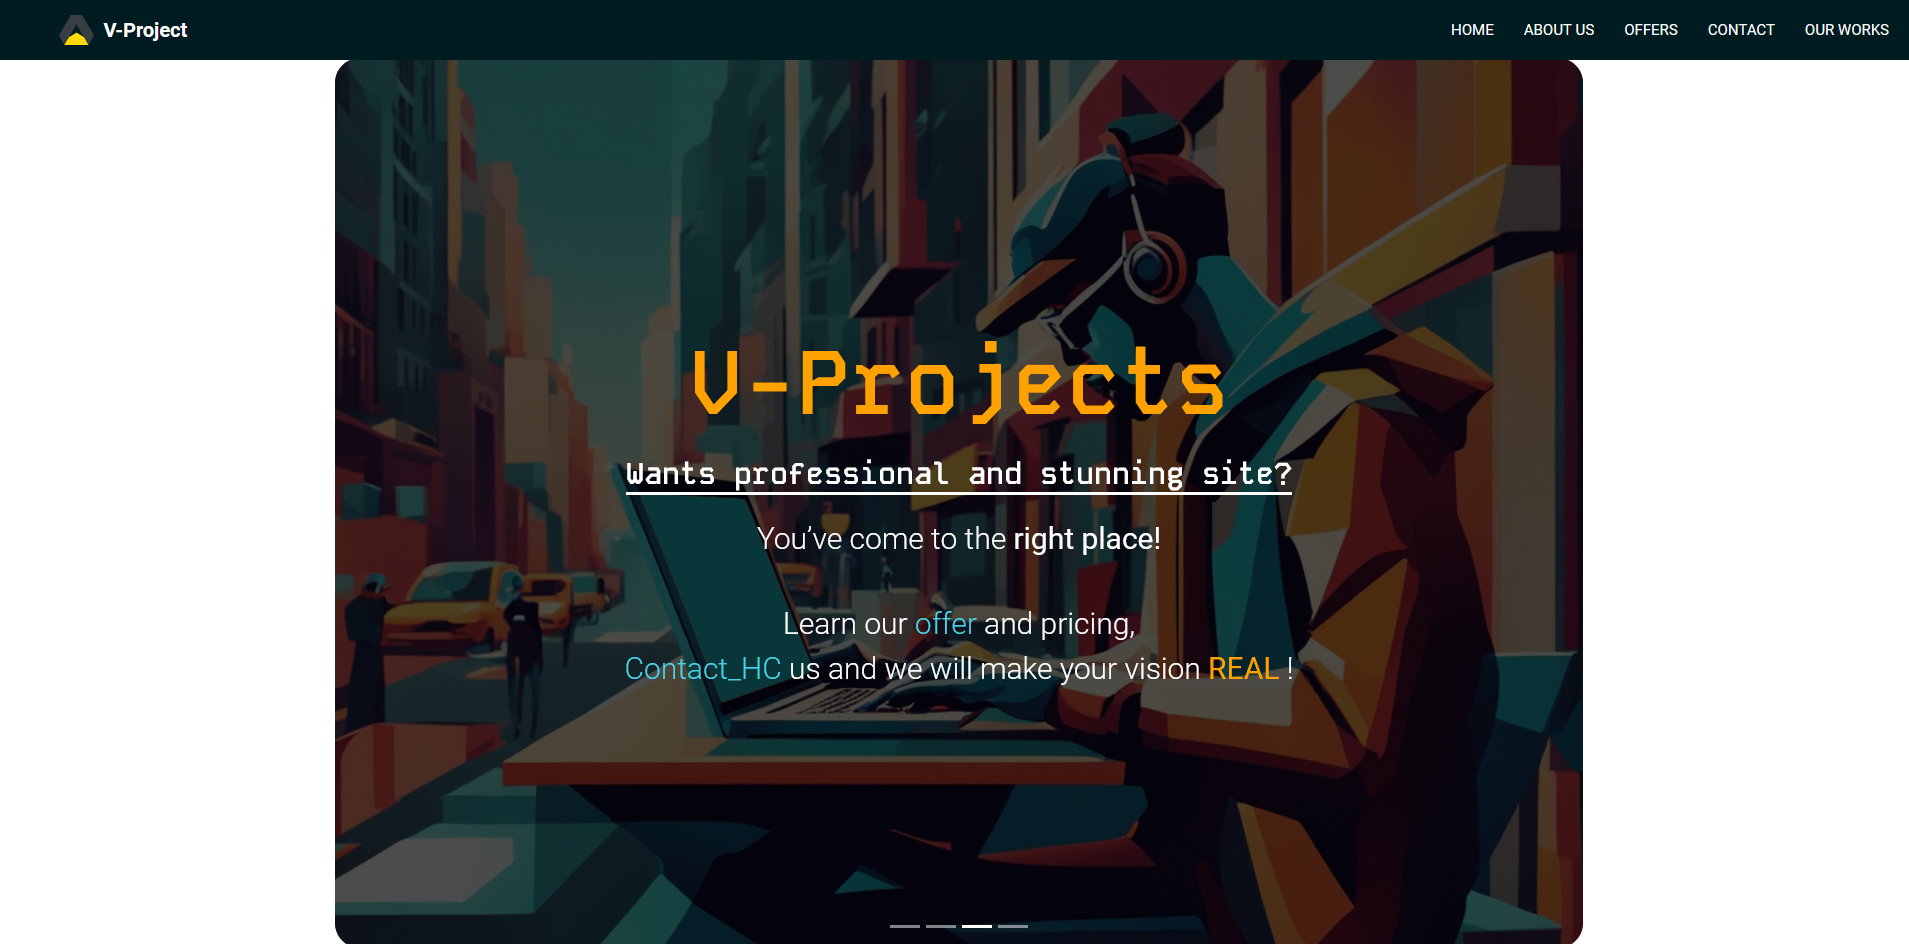 V-Project
HOME ABOUT US OFFERS CONTACT OUR WORKS
V-Projects
Wants professional and stunning site?
You’ve come to the right place!
Learn our offer and pricing,
Contact_HC us and we will make your vision REAL !